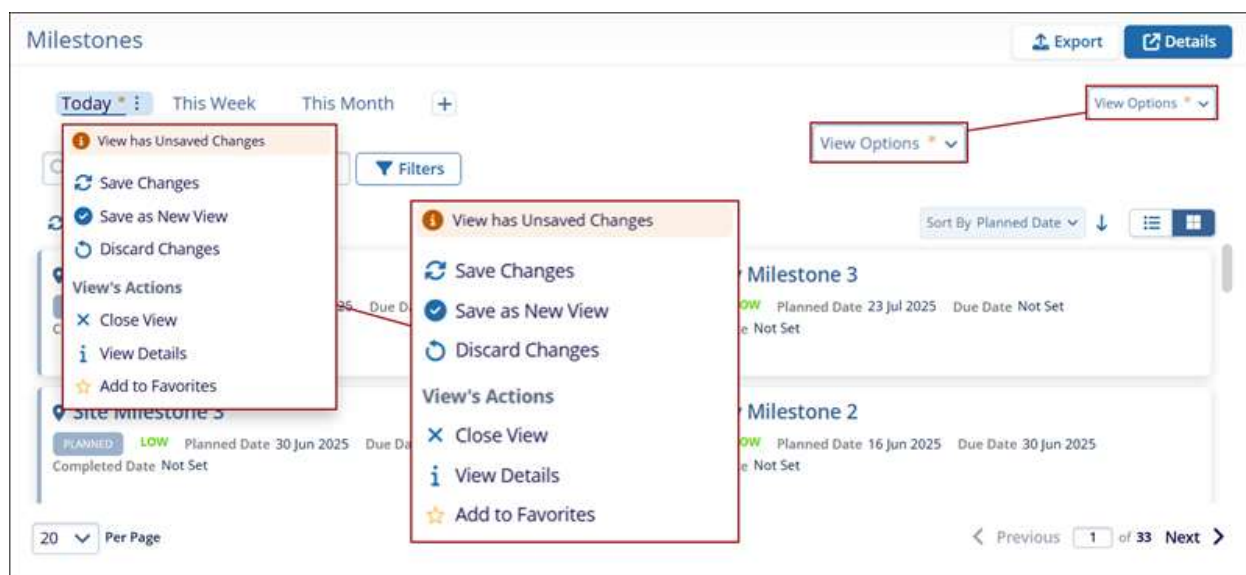 Milestones
Export
Details
Today * ⋮
This Week
This Month
+
View Options *
View Options *
View has Unsaved Changes
Filters
Save Changes
Save as New View
Discard Changes
View's Actions
Close View
View Details
Add to Favorites
View has Unsaved Changes
Save Changes
Save as New View
Discard Changes
View's Actions
Close View
View Details
Add to Favorites
Sort By Planned Date
Milestone 3
Due
Planned Date 23 Jul 2025 Due Date Not Set
Not Set
Site Milestone 3
PLANNED LOW Planned Date 30 Jun 2025 Due
Completed Date Not Set
Milestone 2
Planned Date 16 Jun 2025 Due Date 30 Jun 2025
Not Set
20 Per Page
Previous 1 of 33 Next